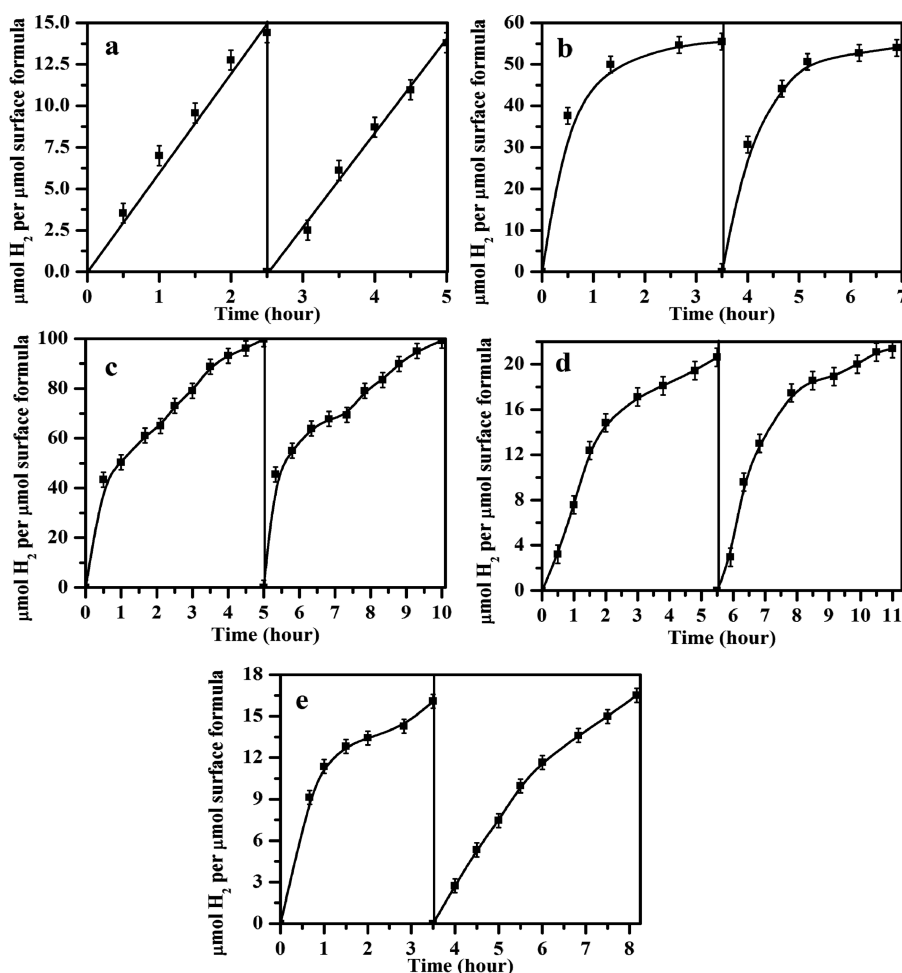 a
μmol H2 per μmol surface formula
15.0
12.5
10.0
7.5
5.0
2.5
0.0
0 1 2 3 4 5
Time (hour)
b
μmol H2 per μmol surface formula
60
50
40
30
20
10
0
0 1 2 3 4 5 6 7
Time (hour)
c
μmol H2 per μmol surface formula
100
80
60
40
20
0
0 1 2 3 4 5 6 7 8 9 10
Time (hour)
d
μmol H2 per μmol surface formula
20
16
12
8
4
0
0 1 2 3 4 5 6 7 8 9 10 11
Time (hour)
e
μmol H2 per μmol surface formula
18
15
12
9
6
3
0
0 1 2 3 4 5 6 7 8
Time (hour)